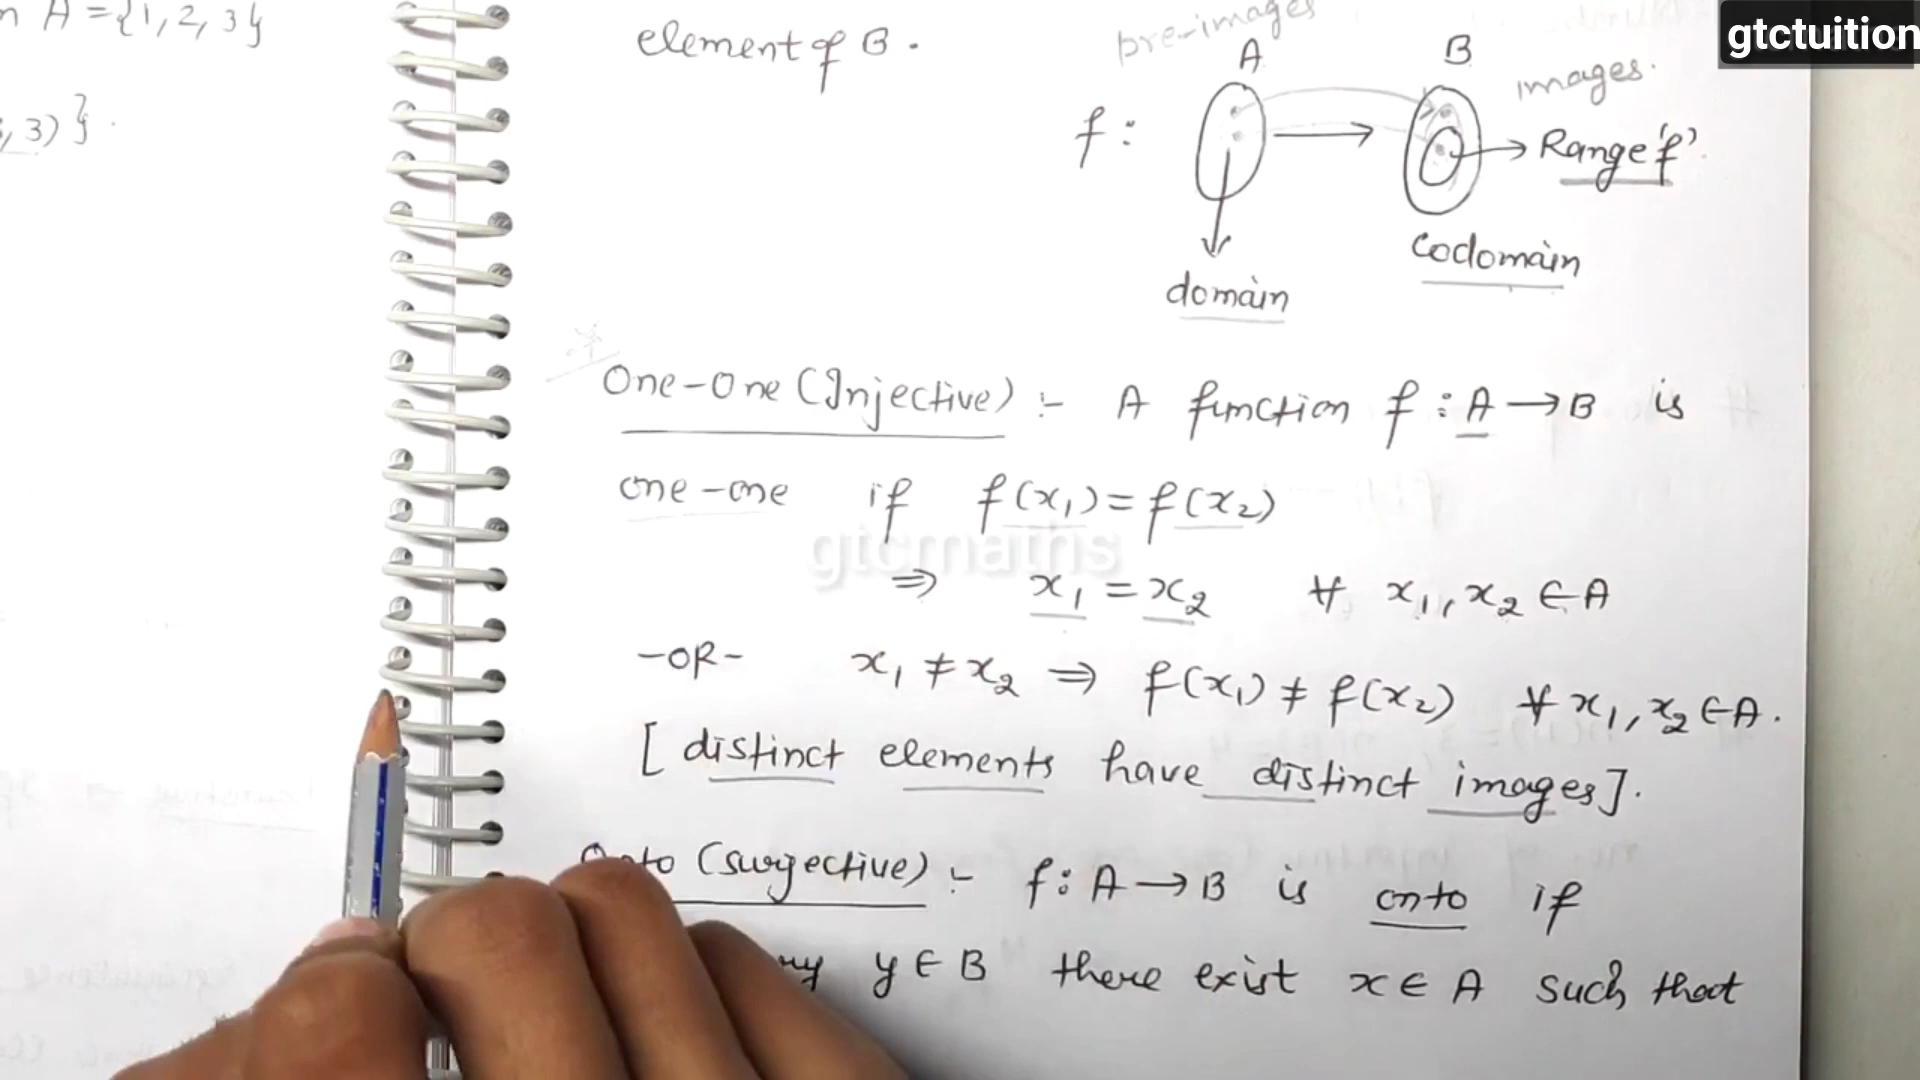 A = {1, 2, 3}
, 3)}.
element of B.
pre-images
A
B
images.
f :
Range 'f'
Codomain
domain
One-One (Injective) :- A function f : A → B is
one-one if f(x₁) = f(x₂)
⇒ x₁ = x₂ ∀ x₁, x₂ ∈ A
-OR- x₁ ≠ x₂ ⇒ f(x₁) ≠ f(x₂) ∀ x₁, x₂ ∈ A.
[ distinct elements have distinct images].
(surjective) :- f : A → B is onto if
y ∈ B there exist x ∈ A such that
gtctuition
gtcmaths